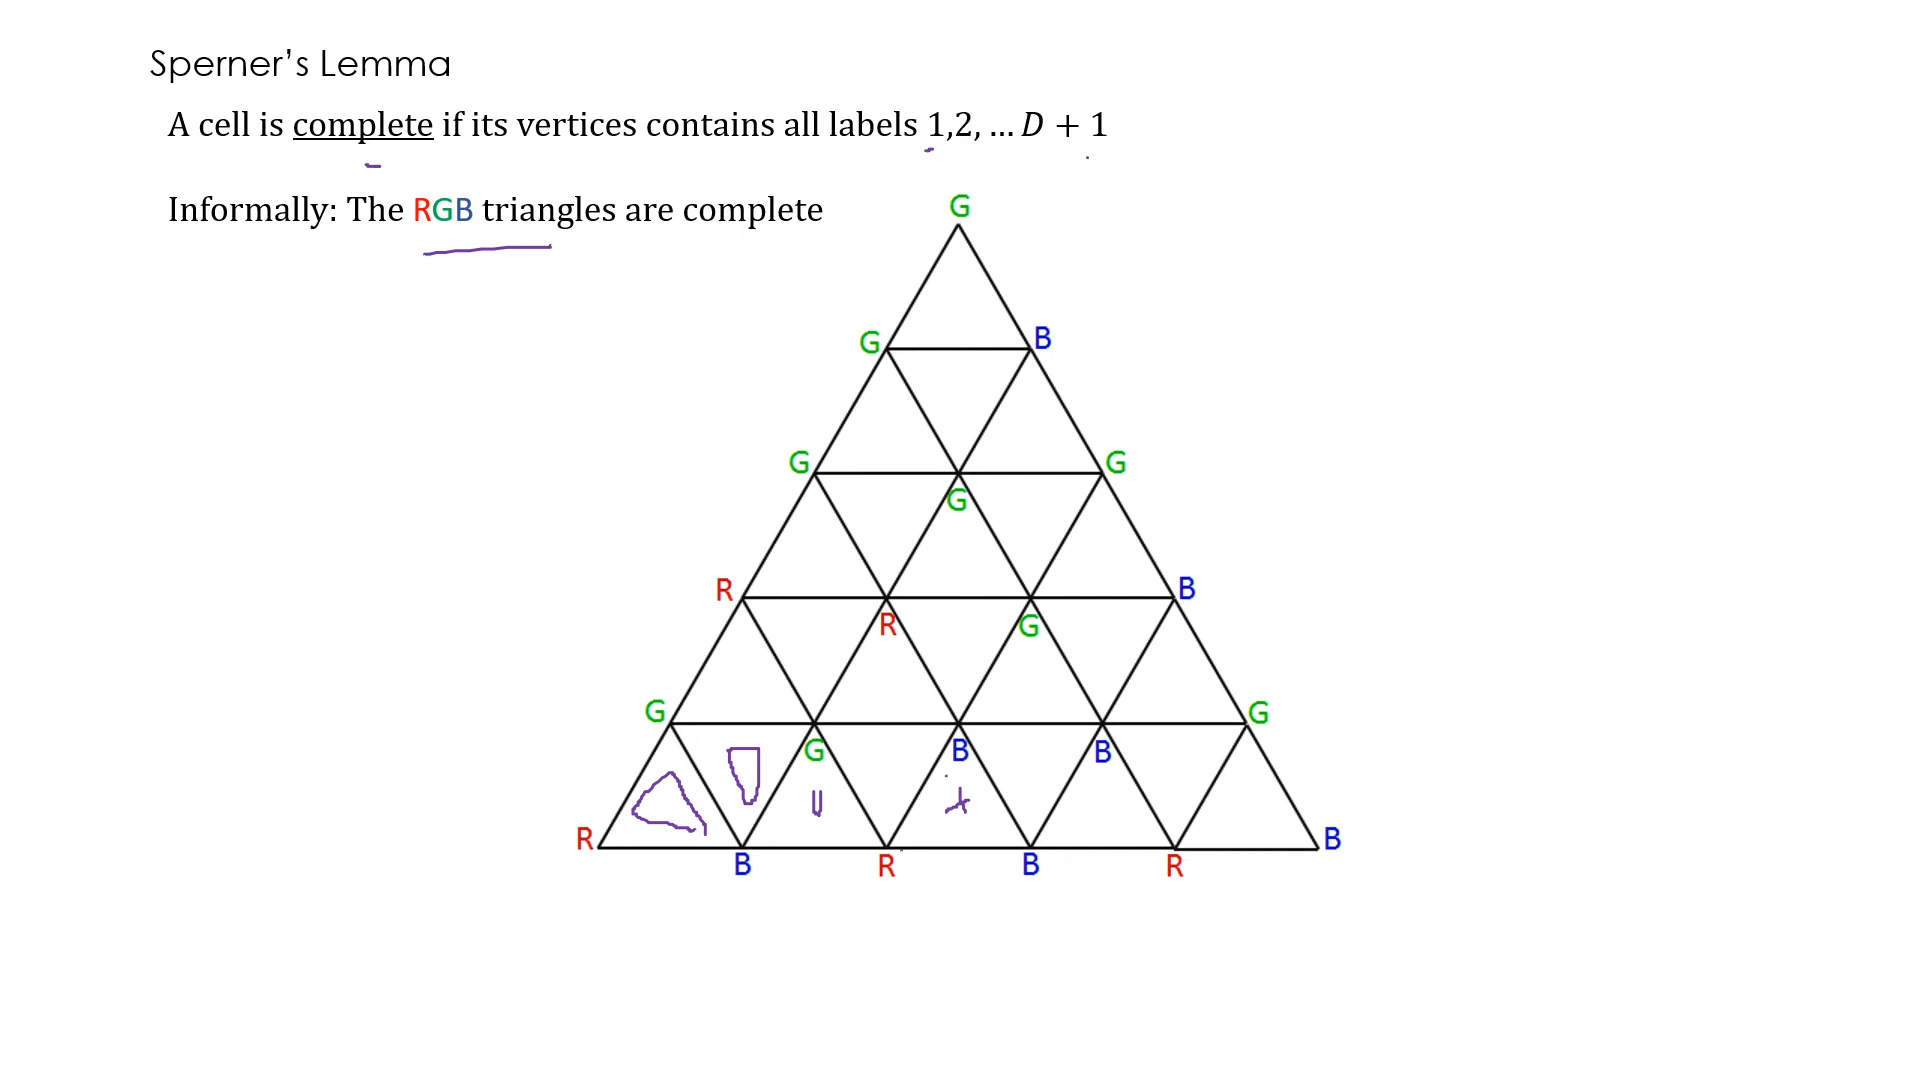 Sperner's Lemma
A cell is complete if its vertices contains all labels 1,2, … D + 1
Informally: The RGB triangles are complete
G
G B
G G
G
R B
R G
G G
G B B
R B
B R B R